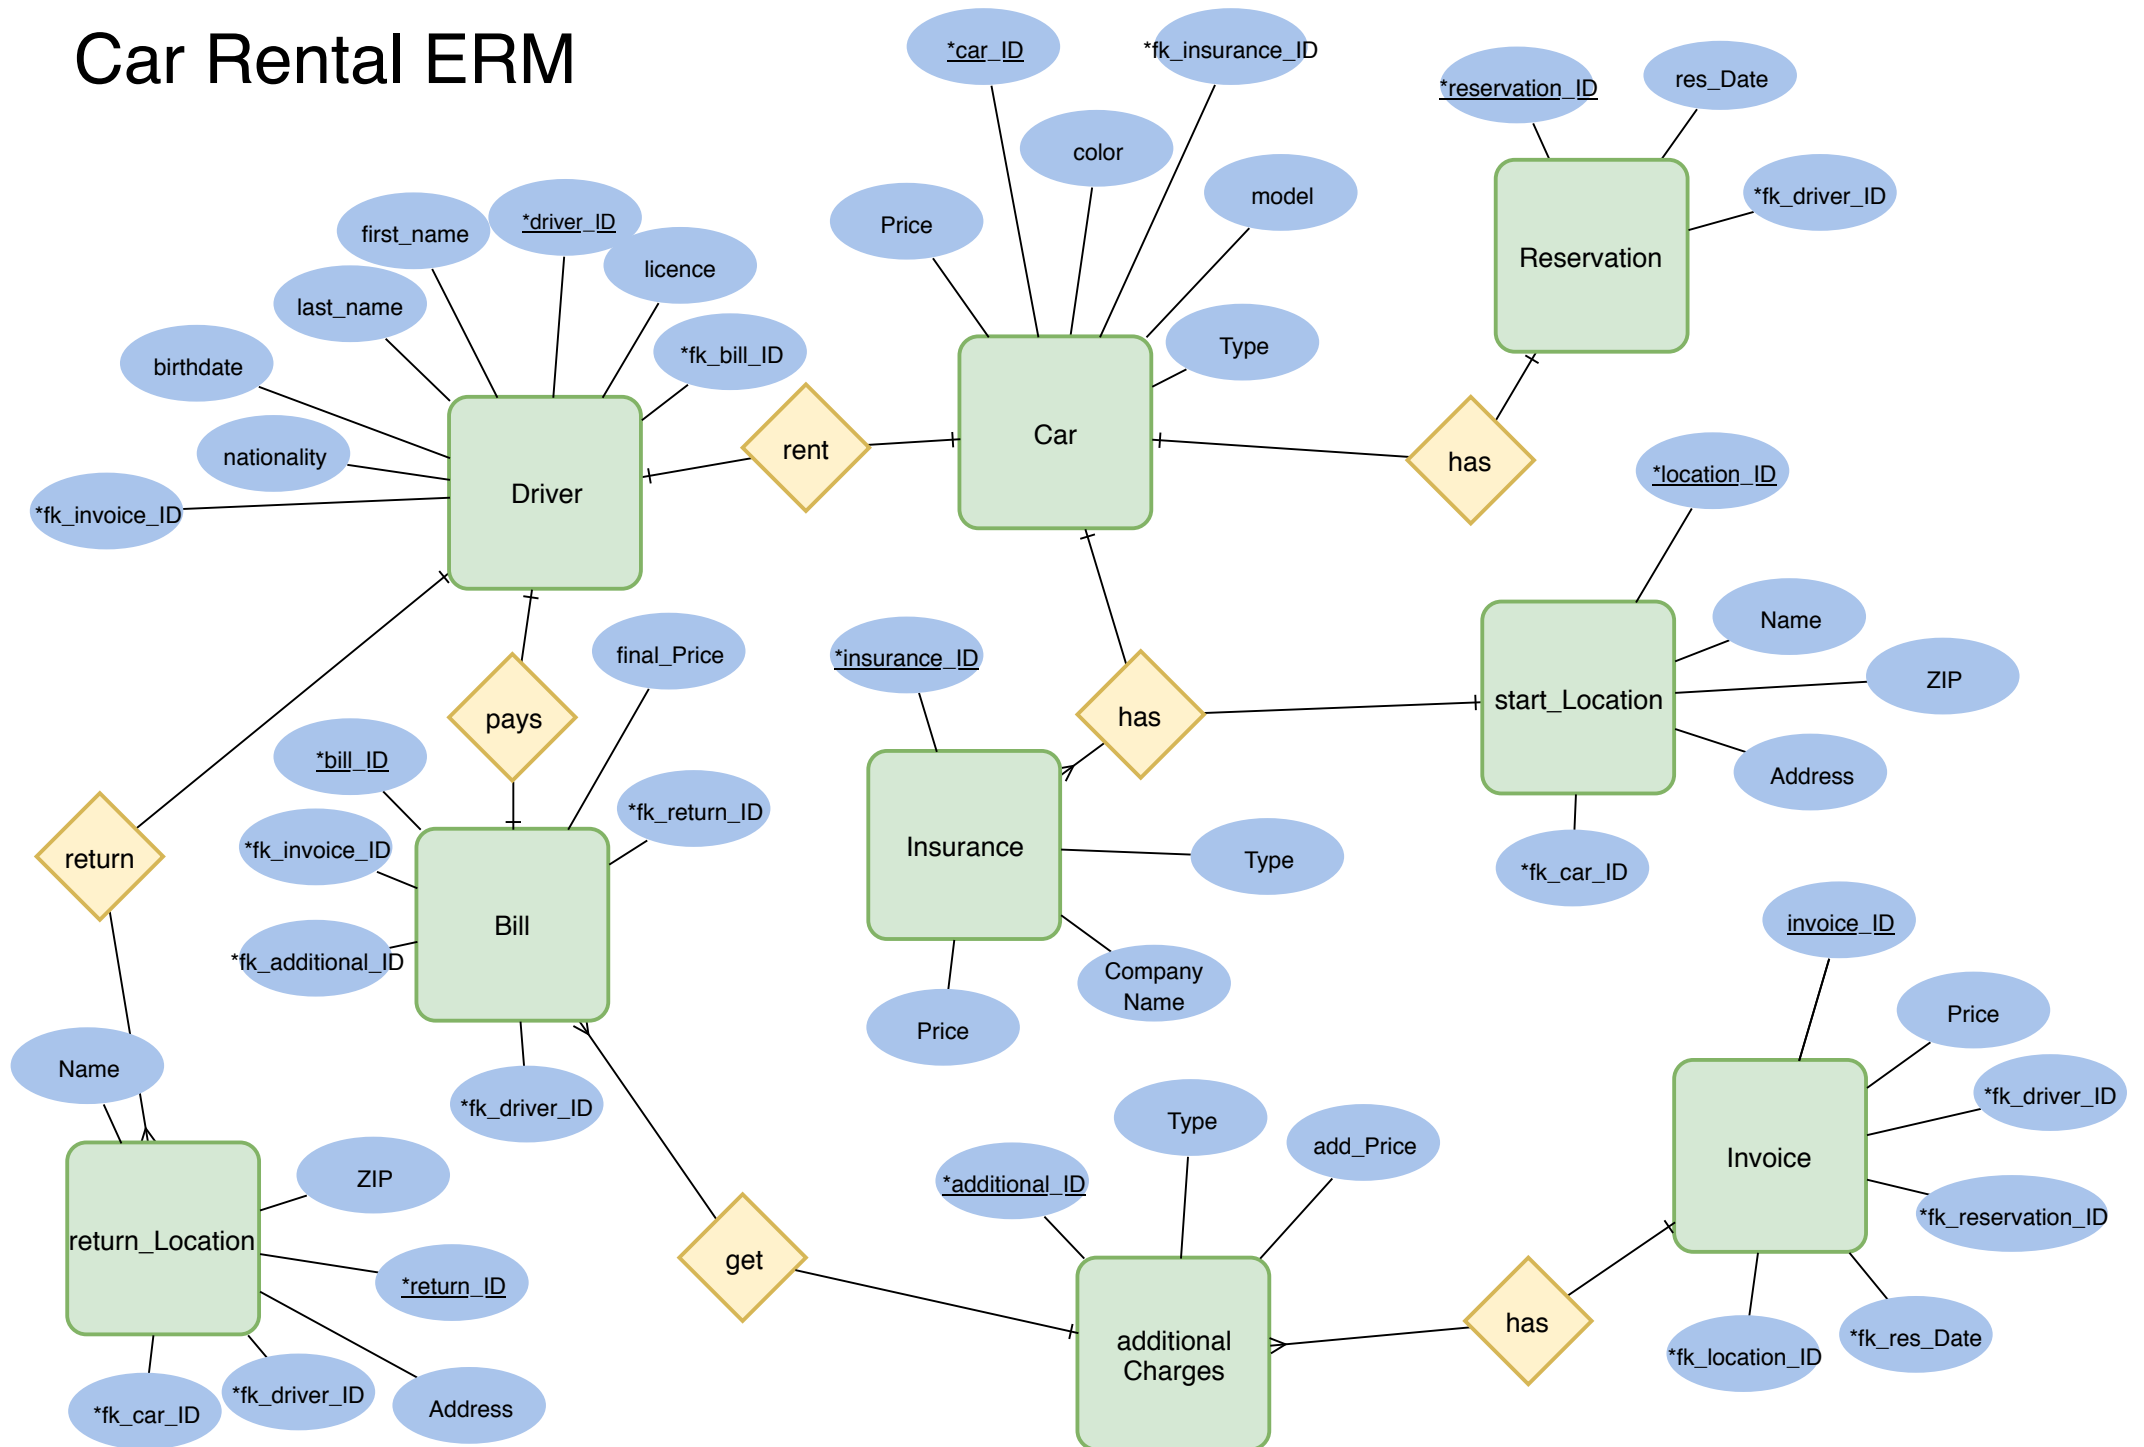 Car Rental ERM
*car_ID
*fk_insurance_ID
*reservation_ID
res_Date
color
model
Price
*fk_driver_ID
first_name
*driver_ID
licence
last_name
Reservation
birthdate
*fk_bill_ID
Type
nationality
rent
Car
has
*fk_invoice_ID
Driver
*location_ID
Name
final_Price
*insurance_ID
ZIP
pays
has
start_Location
*bill_ID
Address
*fk_return_ID
*fk_invoice_ID
return
Insurance
Type
*fk_car_ID
Bill
*fk_additional_ID
invoice_ID
Company
Name
Price
Price
Name
*fk_driver_ID
*fk_driver_ID
Type
add_Price
Invoice
ZIP
*additional_ID
*fk_reservation_ID
return_Location
get
*return_ID
has
additional
Charges
*fk_res_Date
*fk_location_ID
*fk_driver_ID
Address
*fk_car_ID